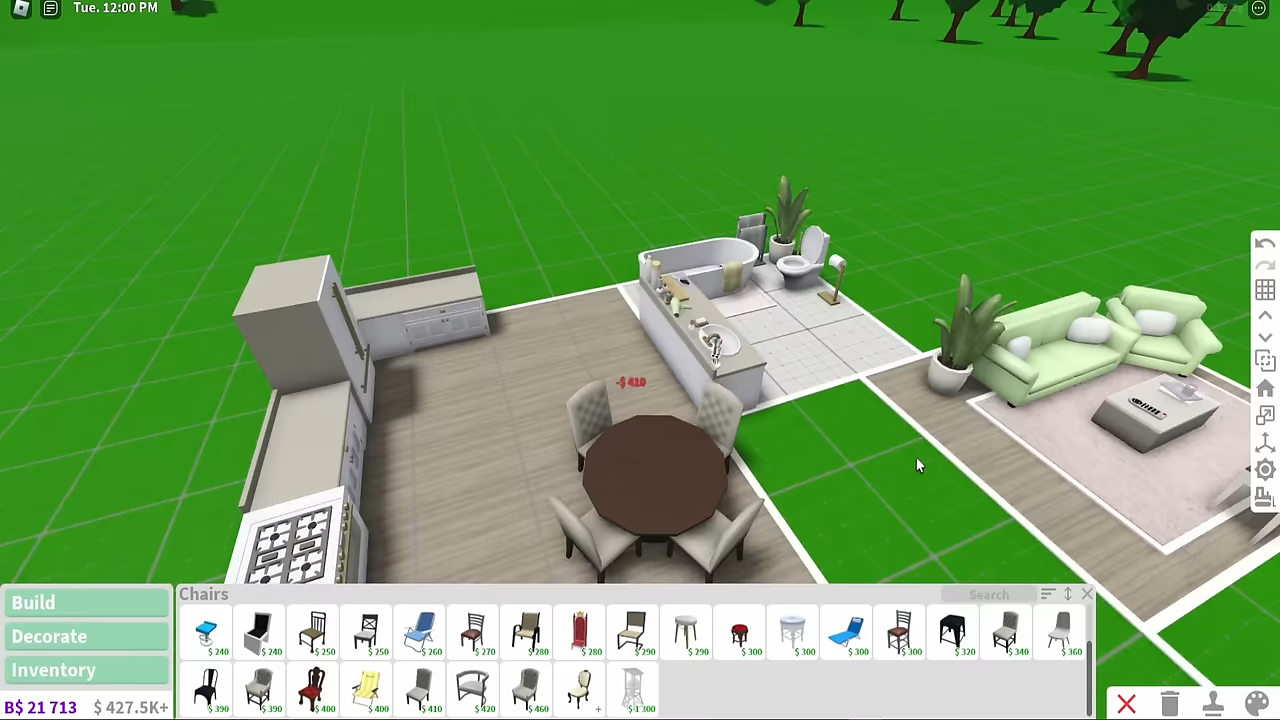 Tue. 12:00 PM
-$ 410
Chairs
Search
$ 240 $ 240 $ 250 $ 250 $ 260 $ 270 $ 280 $ 280 $ 290 $ 290 $ 300 $ 300 $ 300 $ 300 $ 320 $ 340 $ 360
$ 390 $ 390 $ 400 $ 400 $ 410 $ 420 $ 460 + $1 300
Build
Decorate
Inventory
B$ 21 713 $ 427.5K+